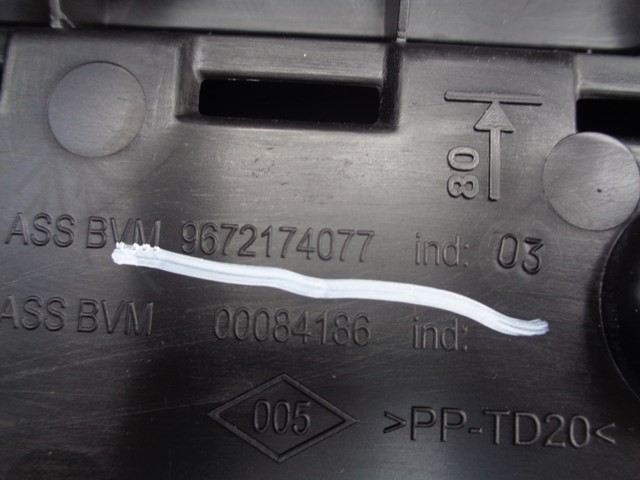 80
ASS BVM 9672174077 ind: 03
ASS BVM 00084186 ind:
005 >PP-TD20<